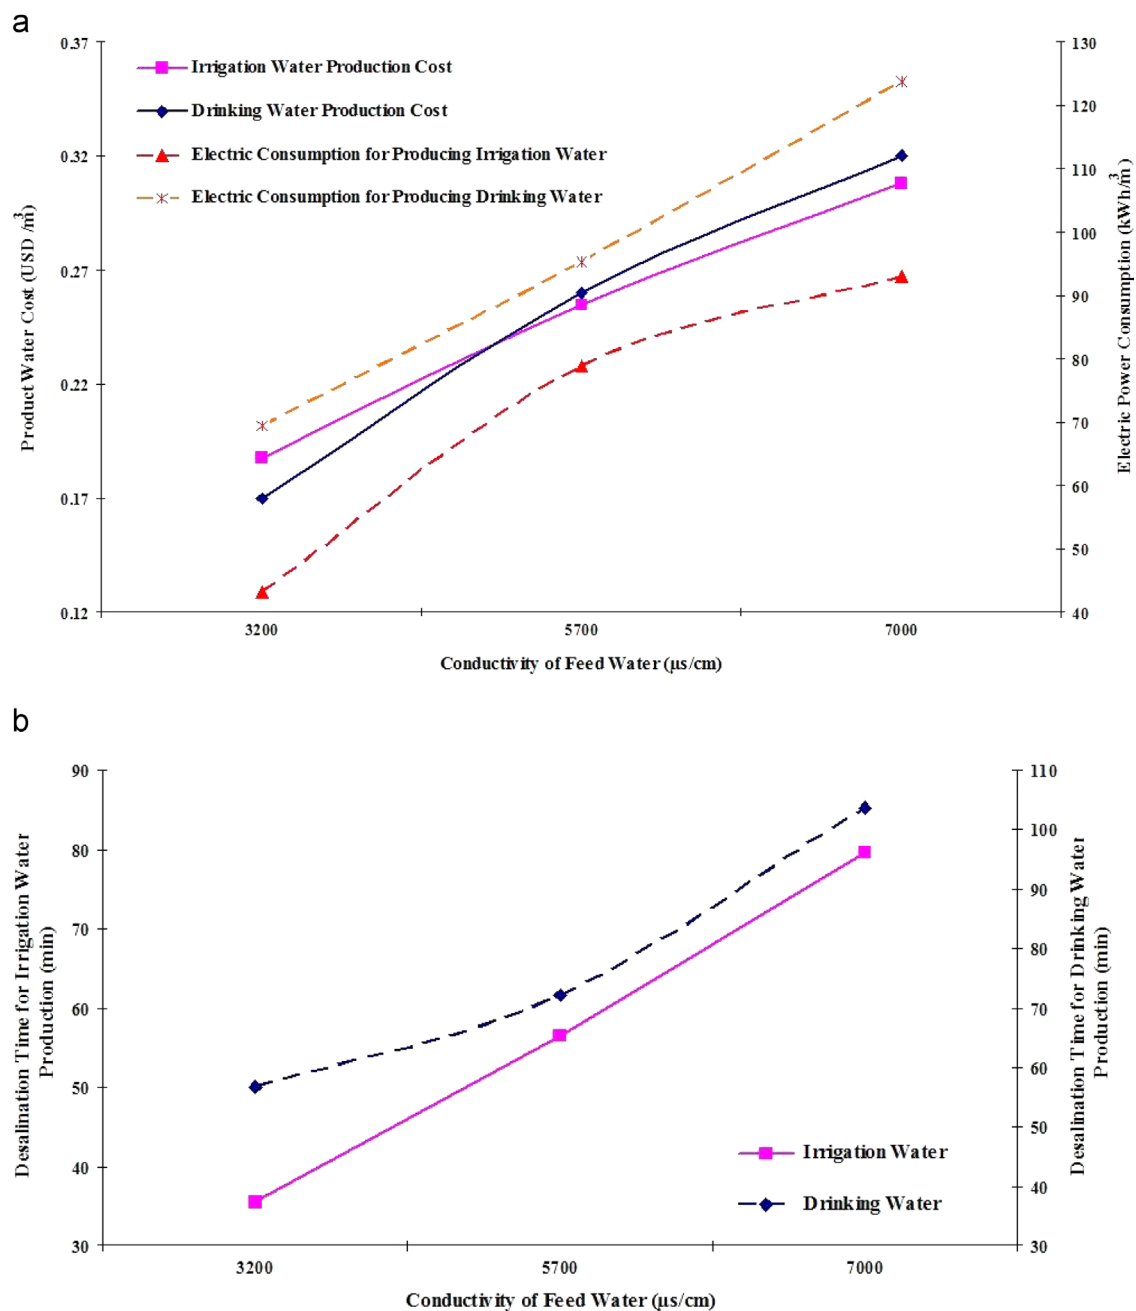 a
0.37
0.32
0.27
0.22
0.17
0.12
Product Water Cost (USD /m³)
Irrigation Water Production Cost
Drinking Water Production Cost
Electric Consumption for Producing Irrigation Water
Electric Consumption for Producing Drinking Water
130
120
110
100
90
80
70
60
50
40
Electric Power Consumption (kWh/m³)
3200 5700 7000
Conductivity of Feed Water (µs/cm)
b
90
80
70
60
50
40
30
Desalination Time for Irrigation Water
Production (min)
110
100
90
80
70
60
50
40
30
Desalination Time for Drinking Water
Production (min)
Irrigation Water
Drinking Water
3200 5700 7000
Conductivity of Feed Water (µs/cm)